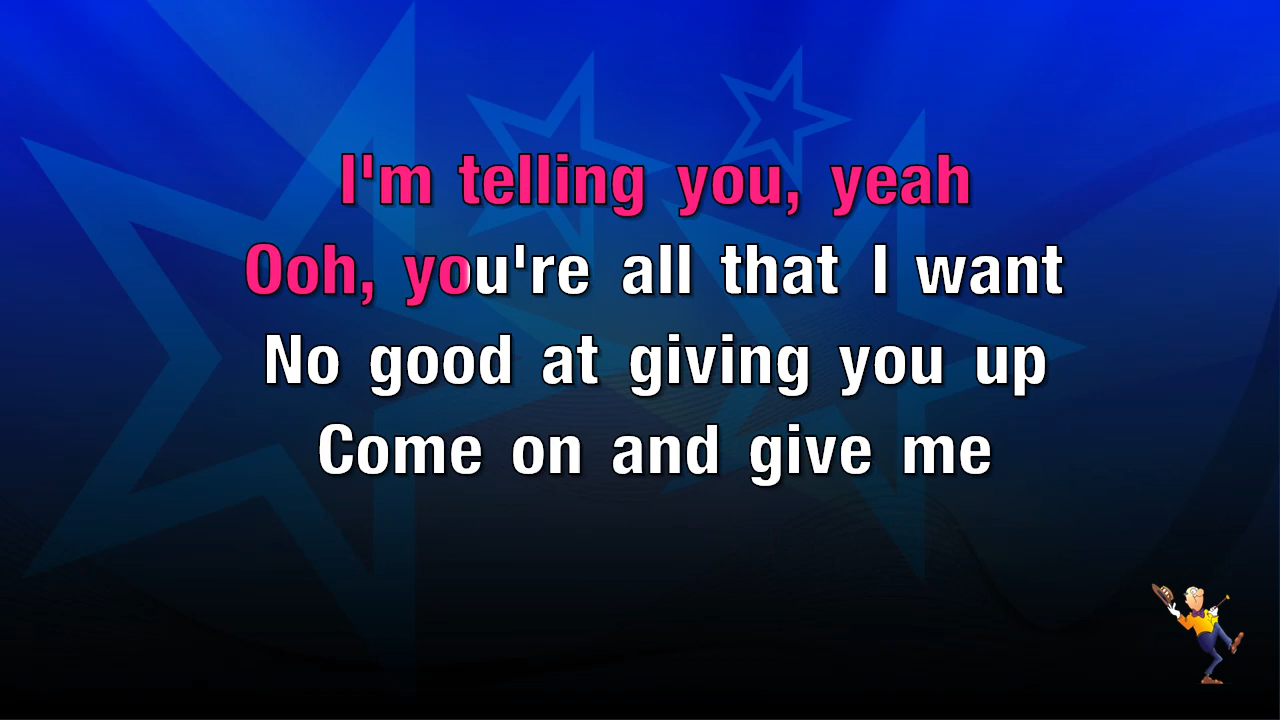 I'm telling you, yeah
Ooh, you're all that I want
No good at giving you up
Come on and give me